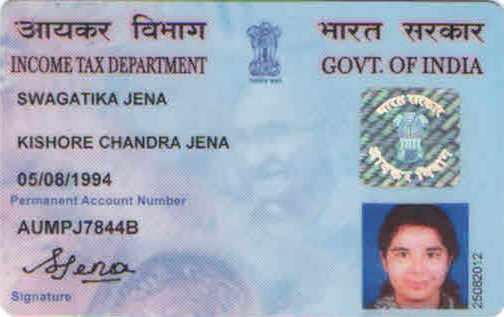 आयकर विभाग
भारत सरकार
INCOME TAX DEPARTMENT
GOVT. OF INDIA
SWAGATIKA JENA
KISHORE CHANDRA JENA
05/08/1994
Permanent Account Number
AUMPJ7844B
SJena
Signature
भारत सरकार
आयकर विभाग
25082012